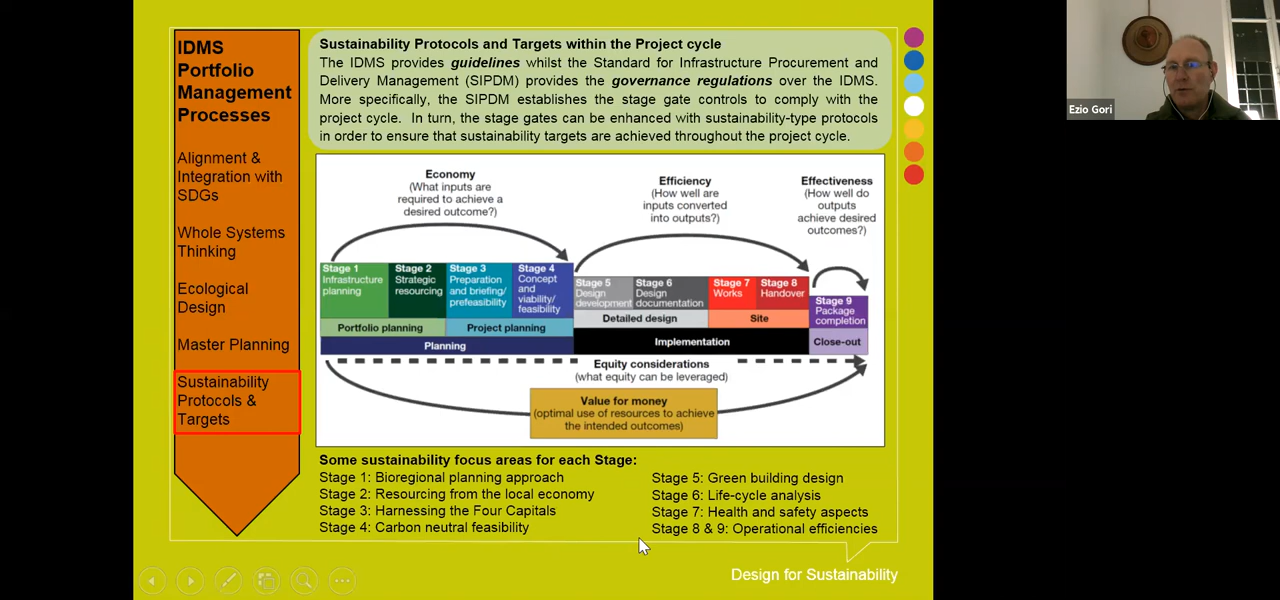 IDMS
Portfolio
Management
Processes
Alignment &
Integration with
SDGs
Whole Systems
Thinking
Ecological
Design
Master Planning
Sustainability
Protocols &
Targets
Sustainability Protocols and Targets within the Project cycle
The IDMS provides guidelines whilst the Standard for Infrastructure Procurement and
Delivery Management (SIPDM) provides the governance regulations over the IDMS.
More specifically, the SIPDM establishes the stage gate controls to comply with the
project cycle. In turn, the stage gates can be enhanced with sustainability-type protocols
in order to ensure that sustainability targets are achieved throughout the project cycle.
Economy
(What inputs are
required to achieve a
desired outcome?)
Efficiency
(How well are
inputs converted
into outputs?)
Effectiveness
(How well do
outputs
achieve desired
outcomes?)
Stage 1
Infrastructure
planning
Stage 2
Strategic
resourcing
Stage 3
Preparation
and briefing/
prefeasibility
Stage 4
Concept
and
viability/
feasibility
Stage 5
Design
development
Stage 6
Design
documentation
Stage 7
Works
Stage 8
Handover
Stage 9
Package
completion
Portfolio planning
Project planning
Detailed design
Site
Planning
Implementation
Close-out
Equity considerations
(what equity can be leveraged)
Value for money
(optimal use of resources to achieve
the intended outcomes)
Some sustainability focus areas for each Stage:
Stage 1: Bioregional planning approach
Stage 2: Resourcing from the local economy
Stage 3: Harnessing the Four Capitals
Stage 4: Carbon neutral feasibility
Stage 5: Green building design
Stage 6: Life-cycle analysis
Stage 7: Health and safety aspects
Stage 8 & 9: Operational efficiencies
Design for Sustainability
Ezio Gori